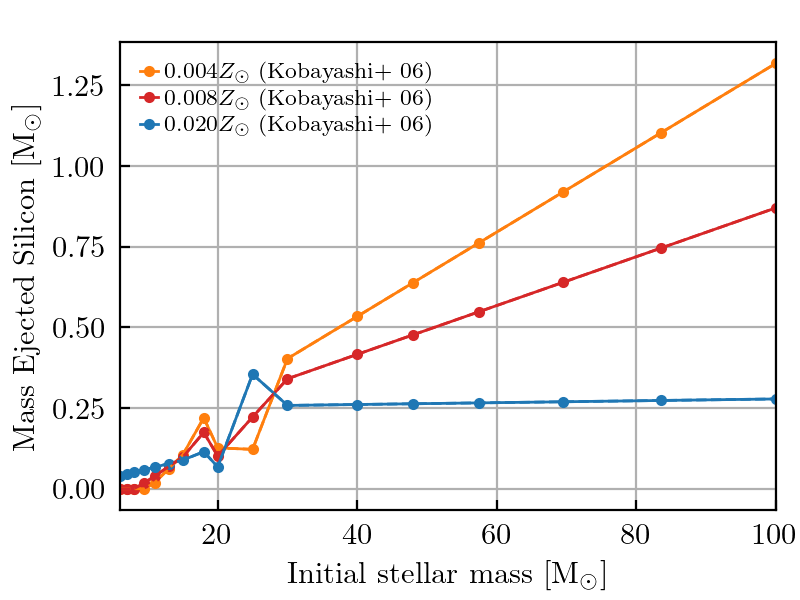 0.004Z⊙ (Kobayashi+ 06)
0.008Z⊙ (Kobayashi+ 06)
0.020Z⊙ (Kobayashi+ 06)
Mass Ejected Silicon [M⊙]
1.25
1.00
0.75
0.50
0.25
0.00
20 40 60 80 100
Initial stellar mass [M⊙]